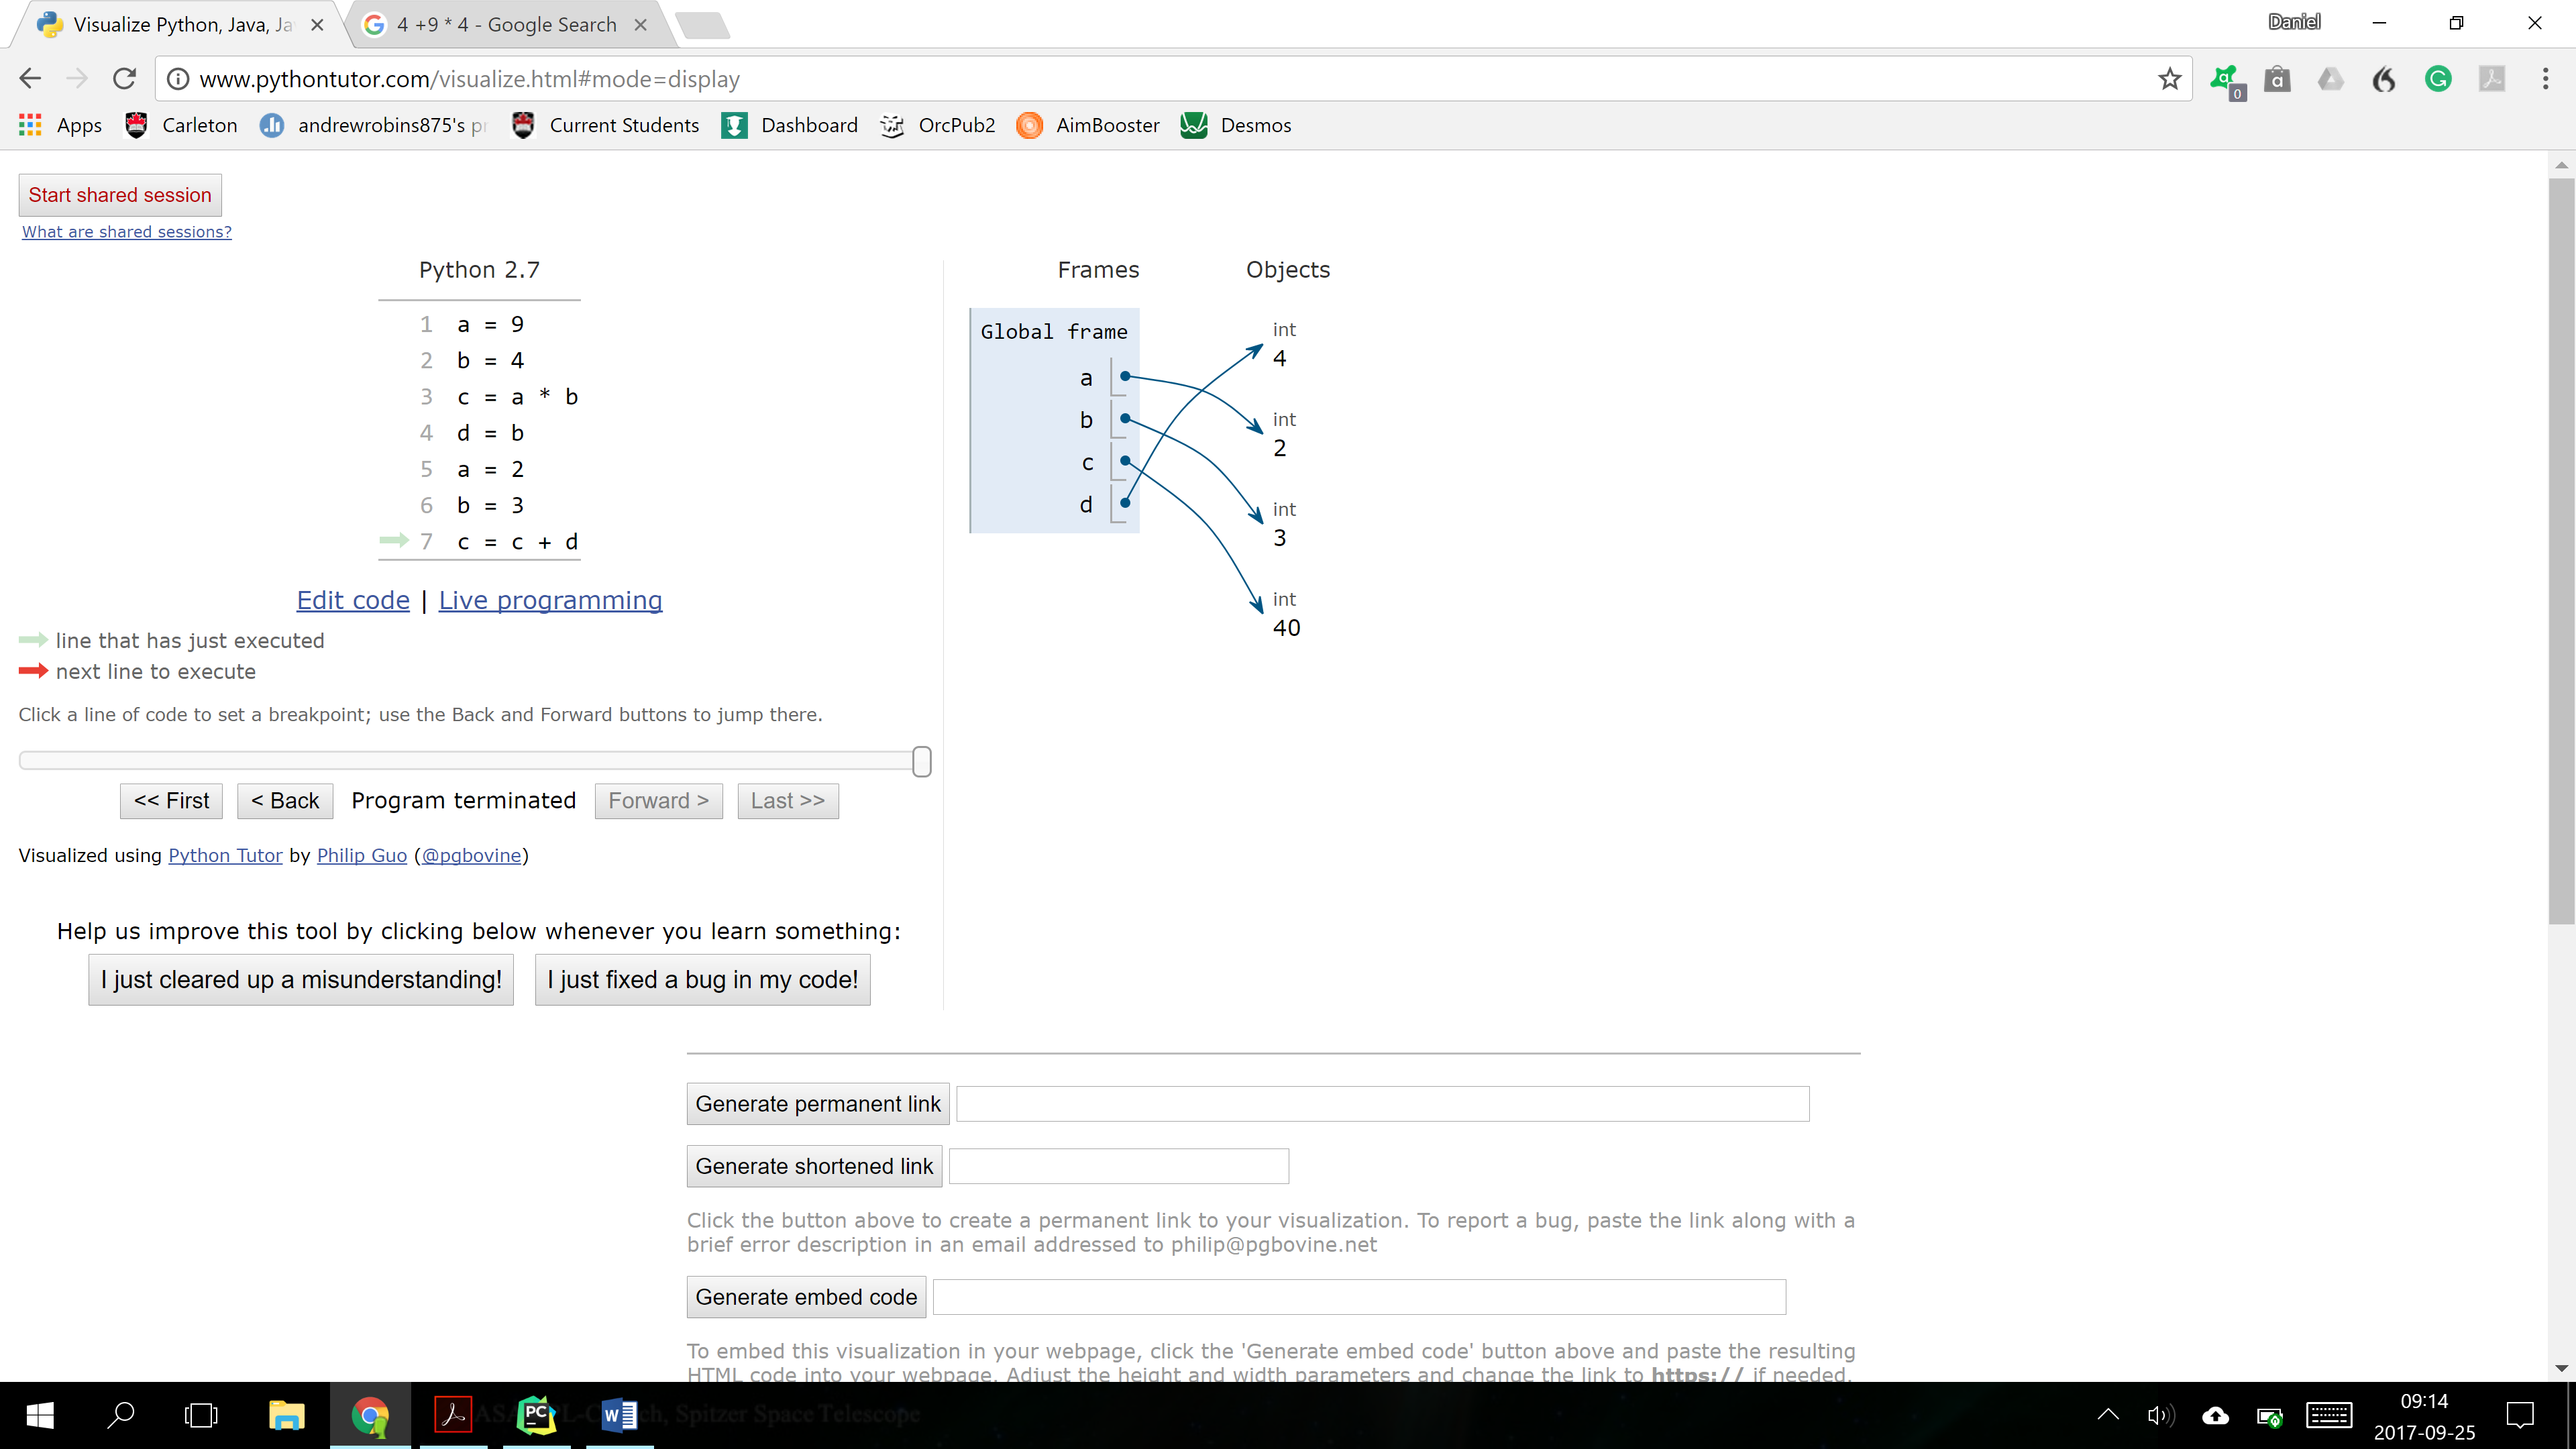 Visualize Python, Java, Ja
4 +9 * 4 - Google Search
Daniel
www.pythontutor.com/visualize.html#mode=display
0
Apps Carleton andrewrobins875's pr Current Students Dashboard OrcPub2 AimBooster Desmos
Start shared session
What are shared sessions?
Python 2.7
1 a = 9
2 b = 4
3 c = a * b
4 d = b
5 a = 2
6 b = 3
7 c = c + d
Edit code | Live programming
line that has just executed
next line to execute
Click a line of code to set a breakpoint; use the Back and Forward buttons to jump there.
<< First < Back Program terminated Forward > Last >>
Visualized using Python Tutor by Philip Guo (@pgbovine)
Help us improve this tool by clicking below whenever you learn something:
I just cleared up a misunderstanding! I just fixed a bug in my code!
Frames Objects
Global frame
a
b
c
d
int
4
int
2
int
3
int
40
Generate permanent link
Generate shortened link
Click the button above to create a permanent link to your visualization. To report a bug, paste the link along with a
brief error description in an email addressed to philip@pgbovine.net
Generate embed code
To embed this visualization in your webpage, click the 'Generate embed code' button above and paste the resulting
HTML code into your webpage. Adjust the height and width parameters and change the link to https:// if needed.
Spitzer Space Telescope
09:14
2017-09-25